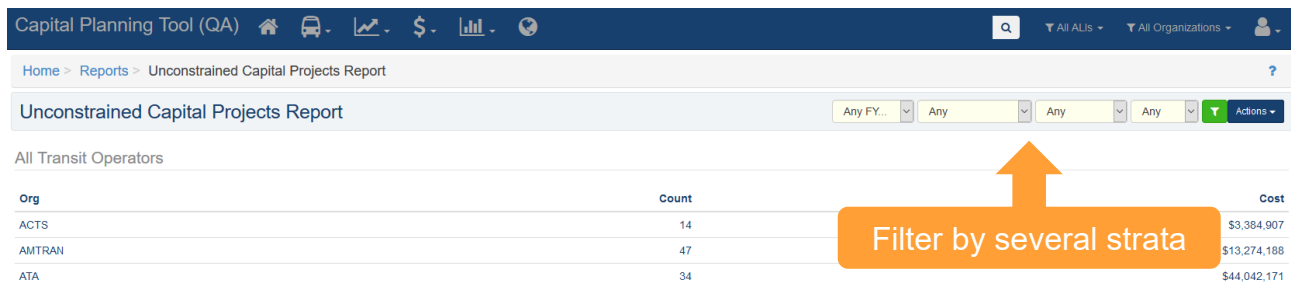 Capital Planning Tool (QA) $ All ALIs All Organizations
Home > Reports > Unconstrained Capital Projects Report ?
Unconstrained Capital Projects Report Any FY... Any Any Any Actions
All Transit Operators
Org Count Cost
ACTS 14 $3,384,907
AMTRAN 47 $13,274,188
ATA 34 $44,042,171
Filter by several strata